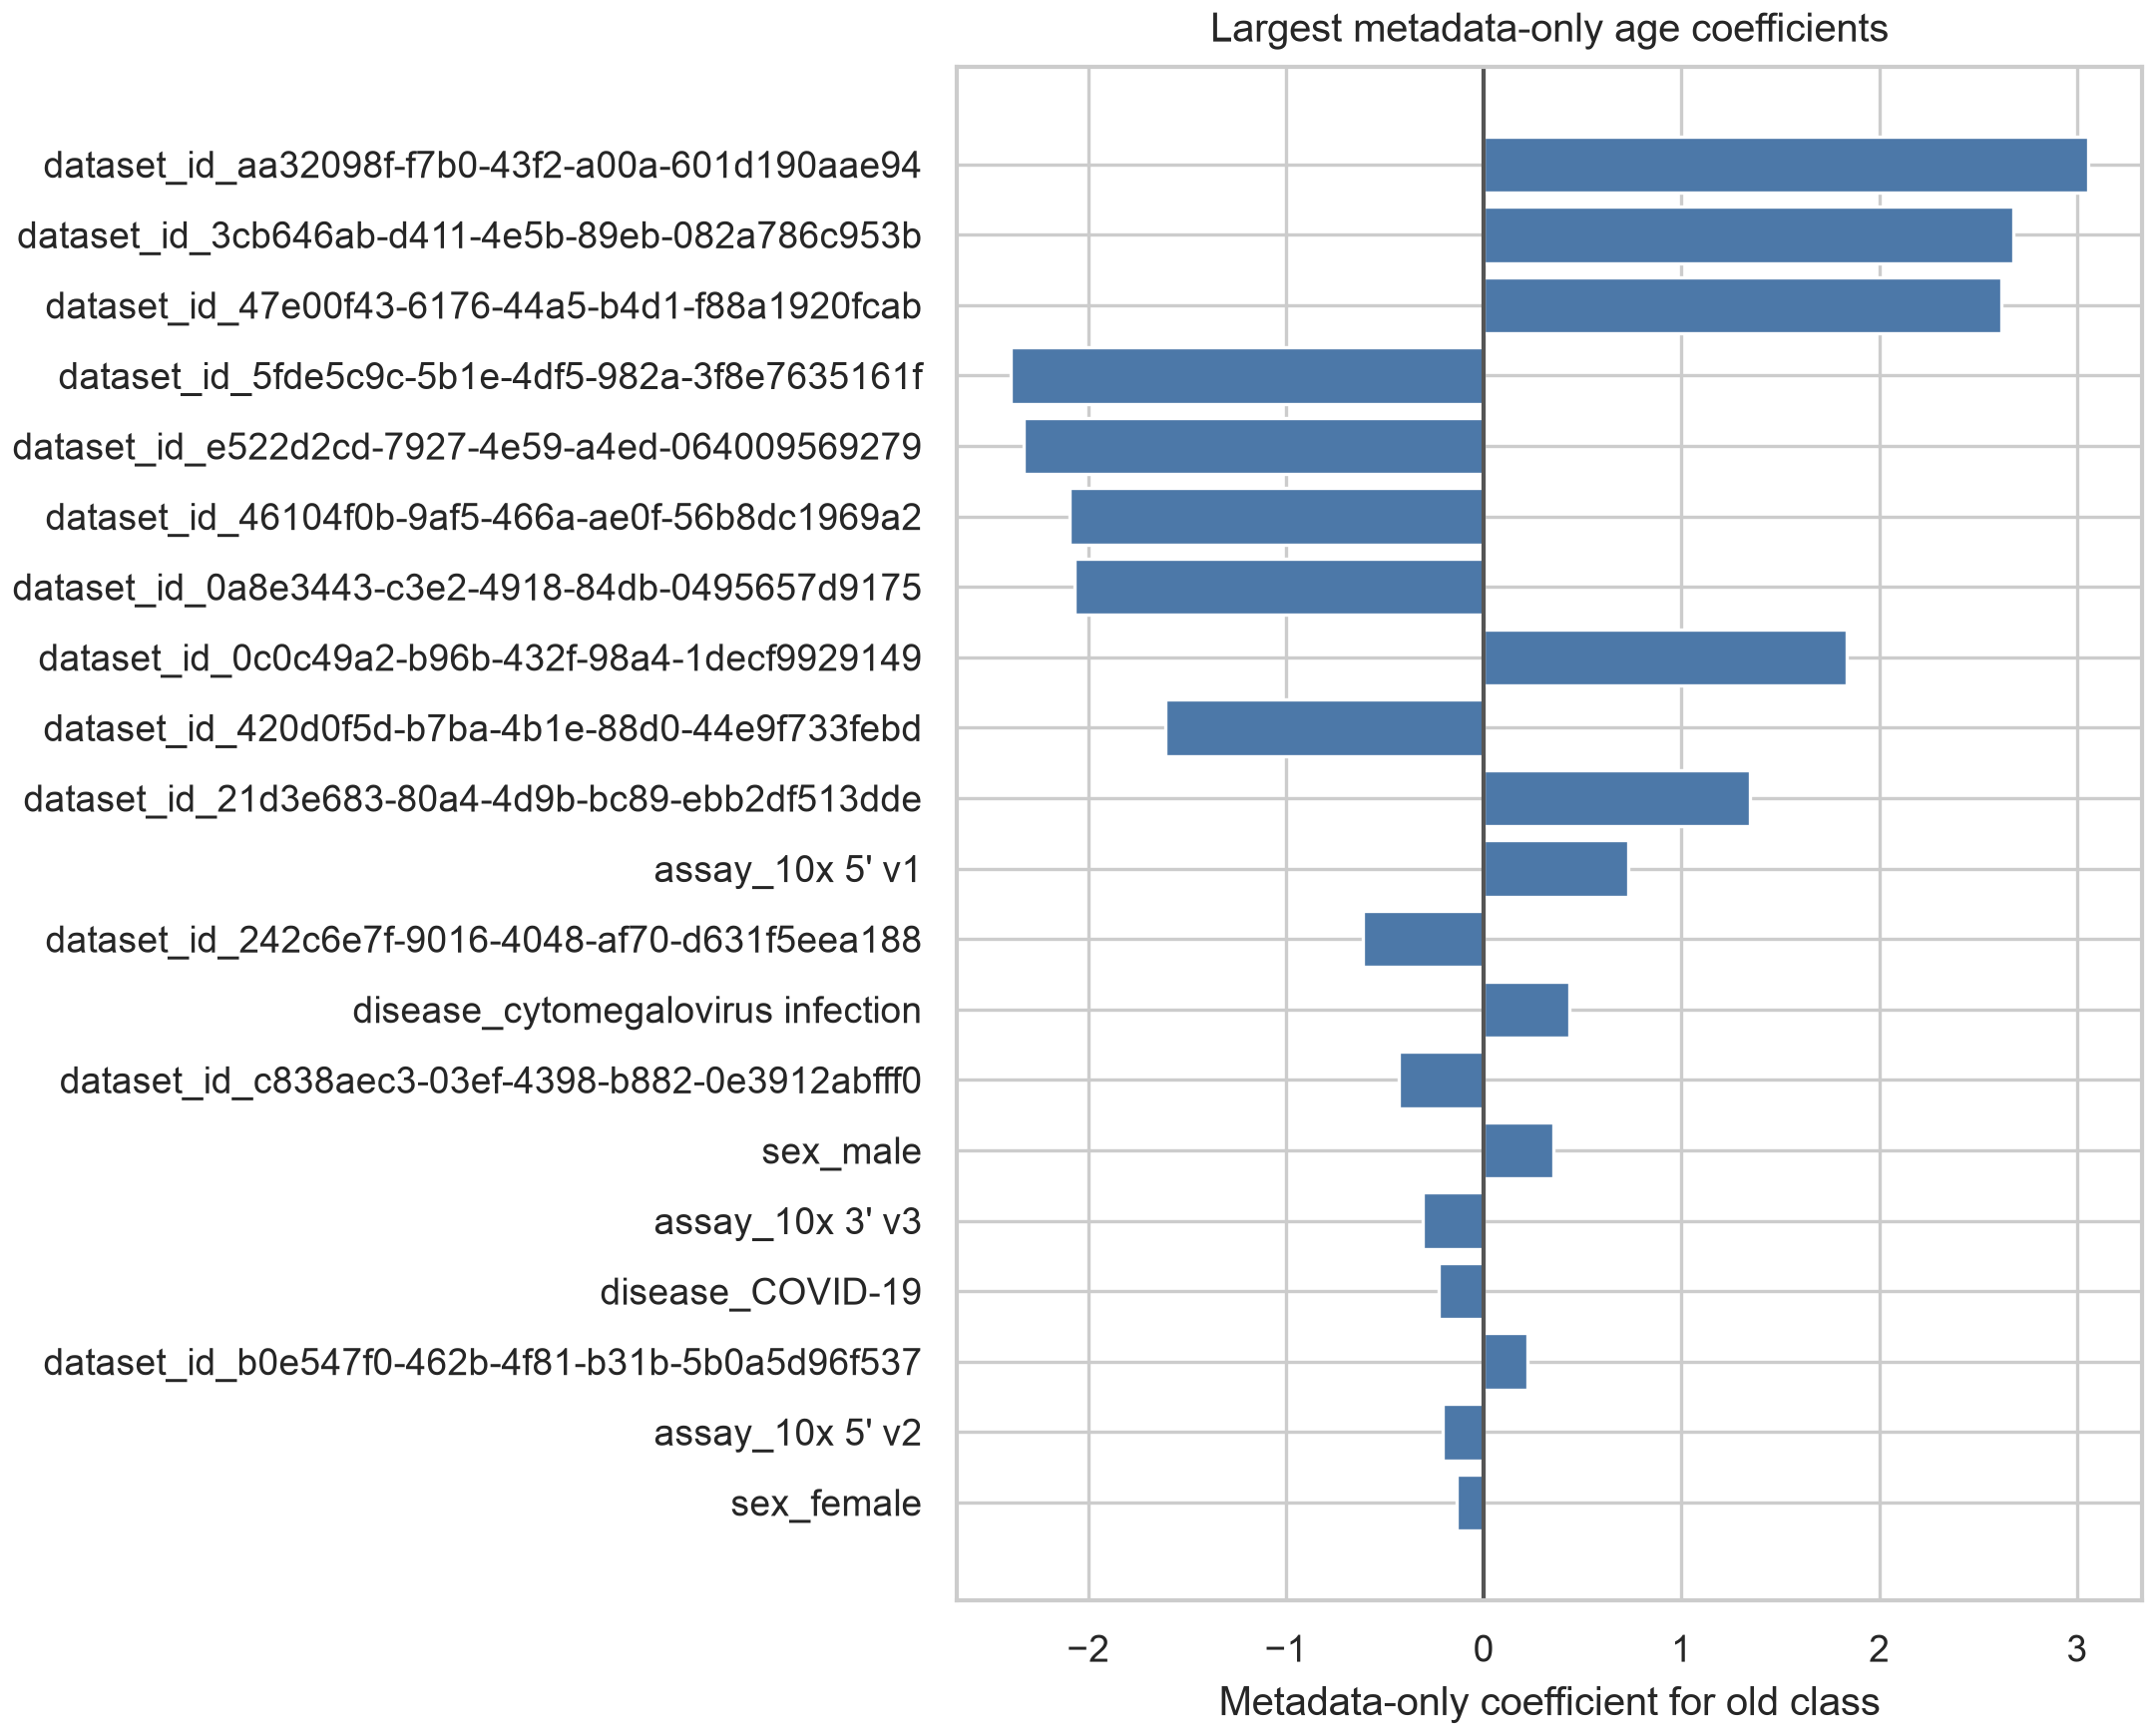 Largest metadata-only age coefficients
dataset_id_aa32098f-f7b0-43f2-a00a-601d190aae94
dataset_id_3cb646ab-d411-4e5b-89eb-082a786c953b
dataset_id_47e00f43-6176-44a5-b4d1-f88a1920fcab
dataset_id_5fde5c9c-5b1e-4df5-982a-3f8e7635161f
dataset_id_e522d2cd-7927-4e59-a4ed-064009569279
dataset_id_46104f0b-9af5-466a-ae0f-56b8dc1969a2
dataset_id_0a8e3443-c3e2-4918-84db-0495657d9175
dataset_id_0c0c49a2-b96b-432f-98a4-1decf9929149
dataset_id_420d0f5d-b7ba-4b1e-88d0-44e9f733febd
dataset_id_21d3e683-80a4-4d9b-bc89-ebb2df513dde
assay_10x 5' v1
dataset_id_242c6e7f-9016-4048-af70-d631f5eea188
disease_cytomegalovirus infection
dataset_id_c838aec3-03ef-4398-b882-0e3912abfff0
sex_male
assay_10x 3' v3
disease_COVID-19
dataset_id_b0e547f0-462b-4f81-b31b-5b0a5d96f537
assay_10x 5' v2
sex_female
−2 −1 0 1 2 3
Metadata-only coefficient for old class